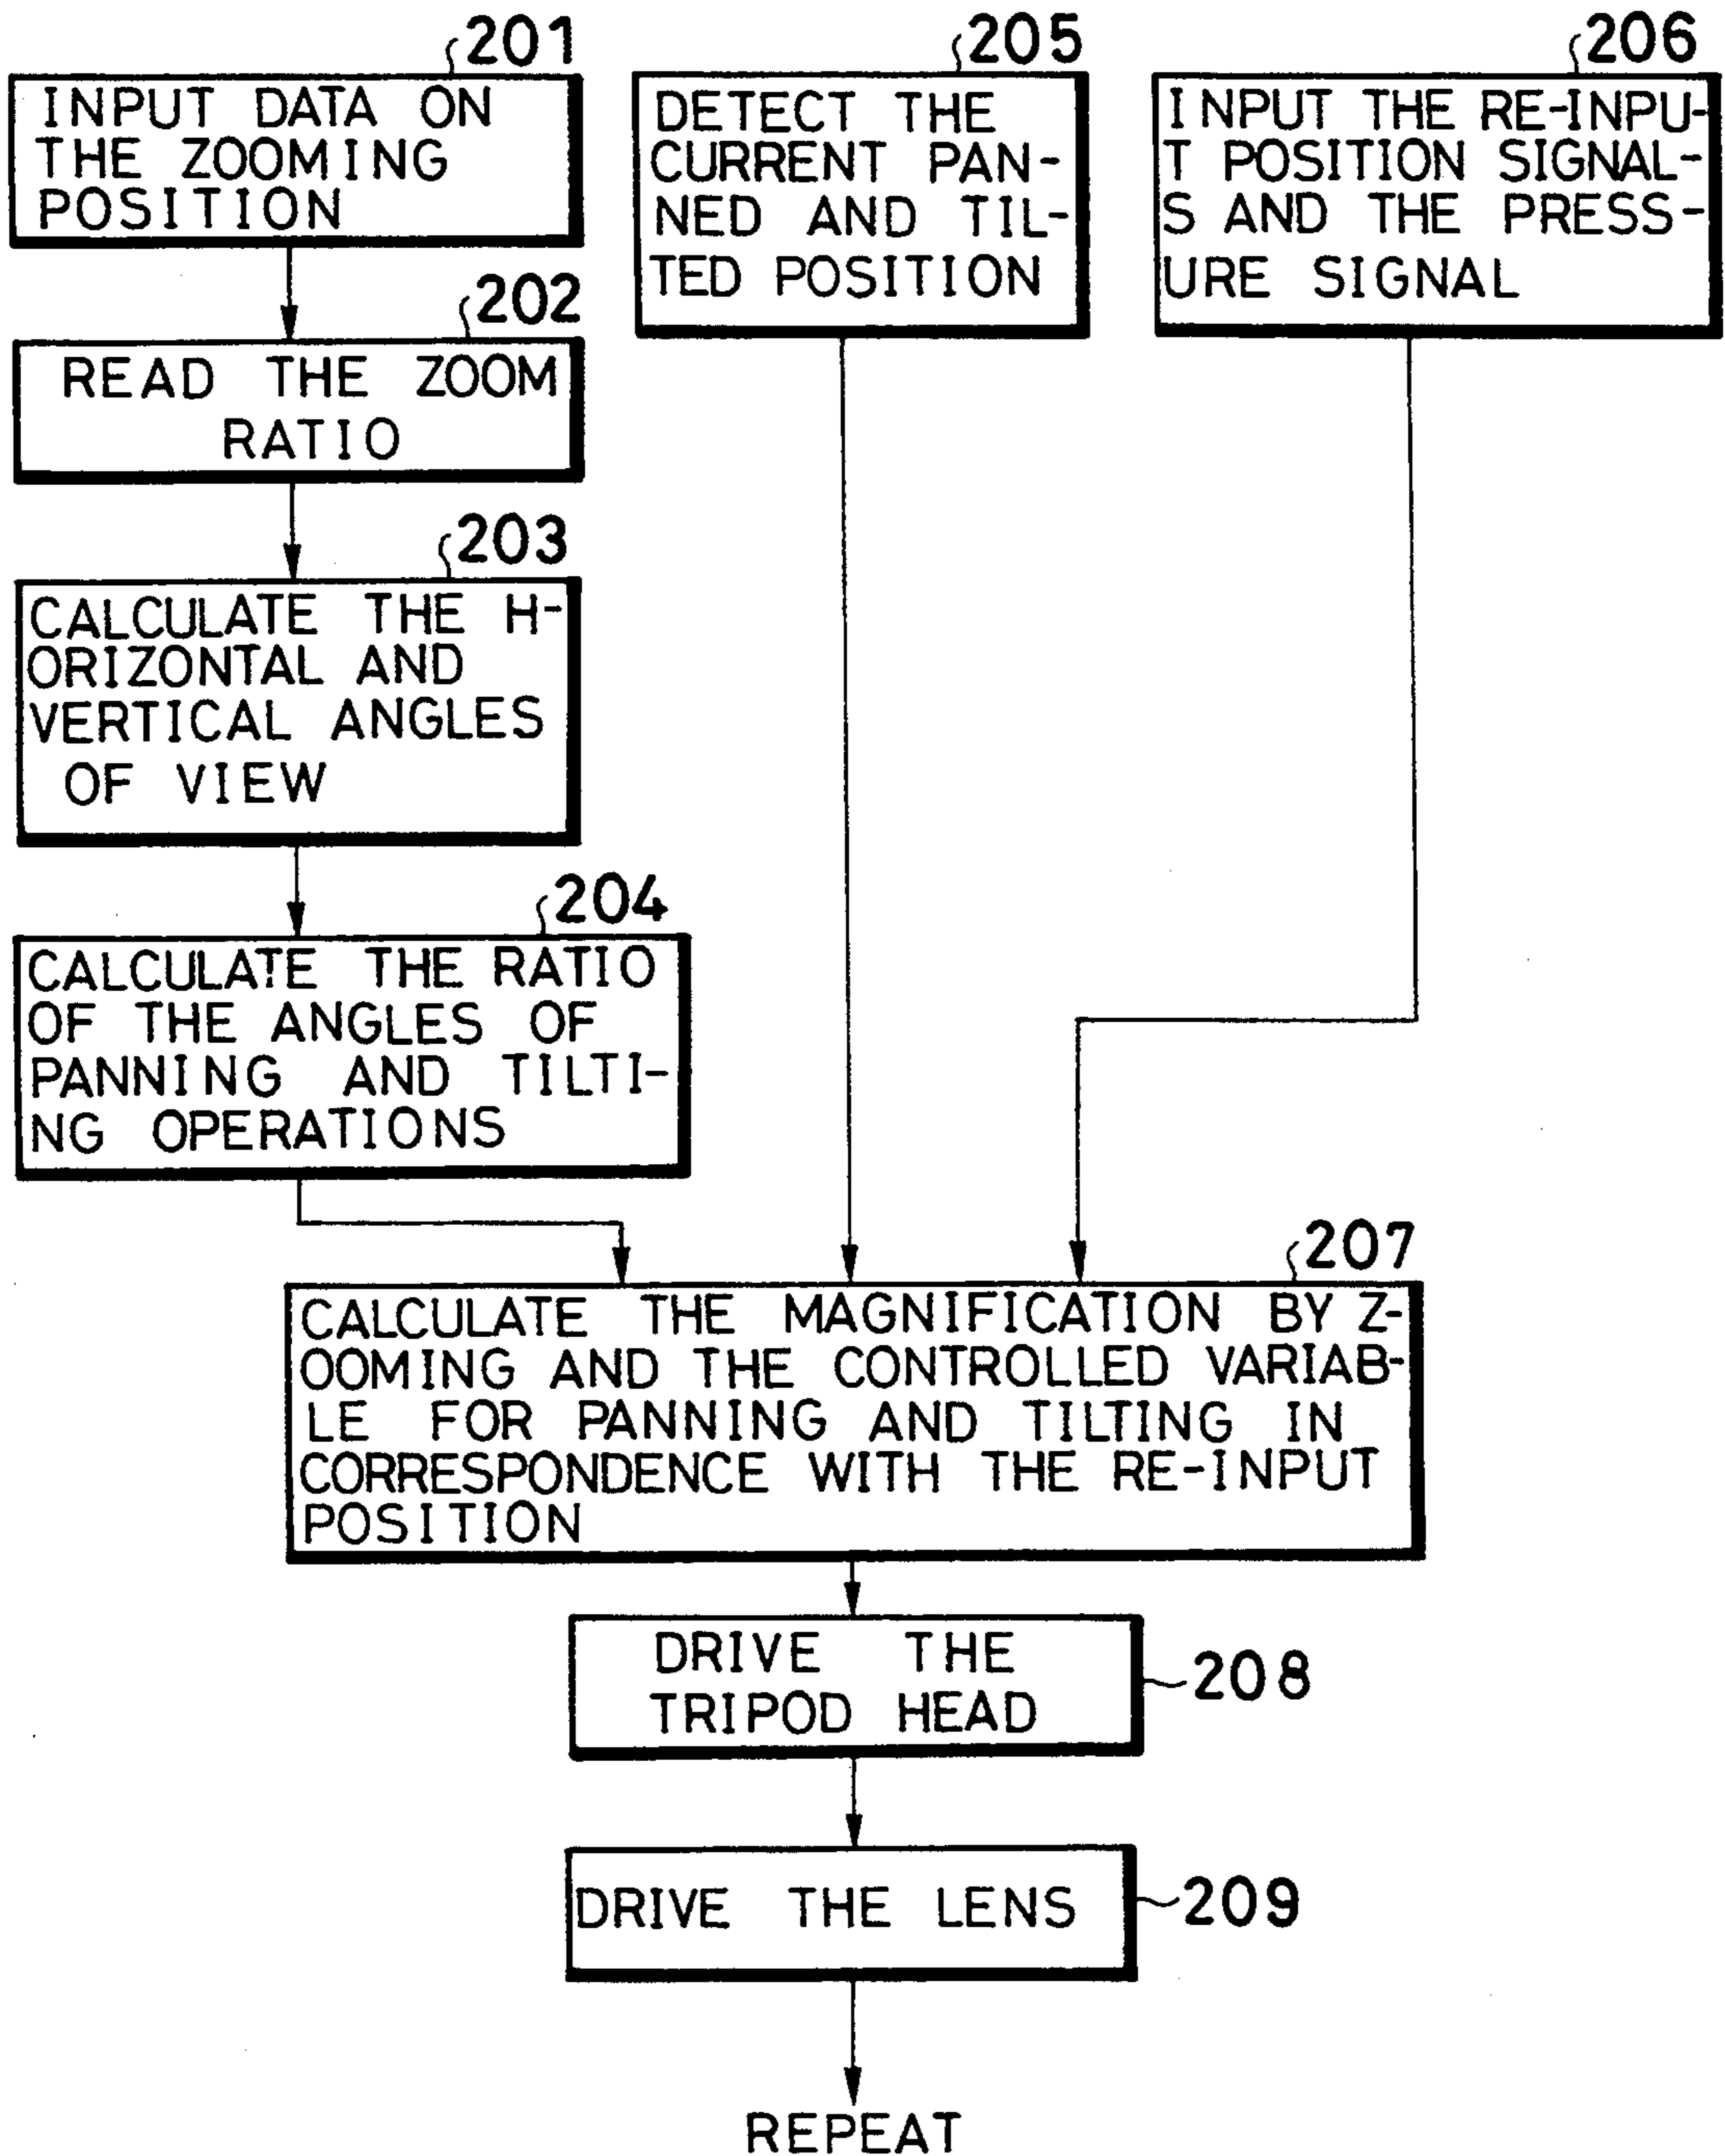 201
INPUT DATA ON
THE ZOOMING
POSITION
202
READ THE ZOOM
RATIO
203
CALCULATE THE H-
ORIZONTAL AND
VERTICAL ANGLES
OF VIEW
204
CALCULATE THE RATIO
OF THE ANGLES OF
PANNING AND TILTI-
NG OPERATIONS
205
DETECT THE
CURRENT PAN-
NED AND TIL-
TED POSITION
206
INPUT THE RE-INPU-
T POSITION SIGNAL-
S AND THE PRESS-
URE SIGNAL
207
CALCULATE THE MAGNIFICATION BY Z-
OOMING AND THE CONTROLLED VARIAB-
LE FOR PANNING AND TILTING IN
CORRESPONDENCE WITH THE RE-INPUT
POSITION
DRIVE THE
TRIPOD HEAD
208
DRIVE THE LENS
209
REPEAT